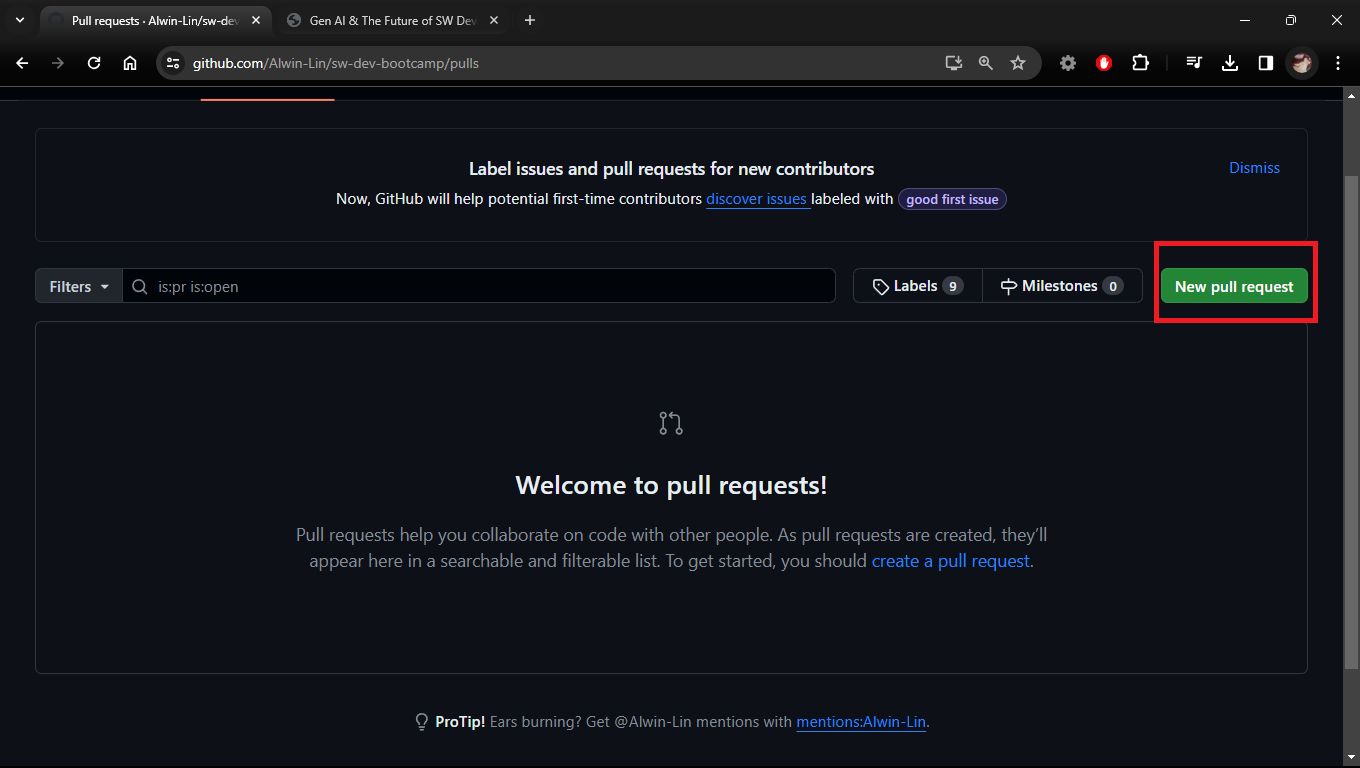 Pull requests · Alwin-Lin/sw-dev
Gen AI & The Future of SW Dev
github.com/Alwin-Lin/sw-dev-bootcamp/pulls
Label issues and pull requests for new contributors
Dismiss
Now, GitHub will help potential first-time contributors discover issues labeled with good first issue
Filters
is:pr is:open
Labels 9
Milestones 0
New pull request
Welcome to pull requests!
Pull requests help you collaborate on code with other people. As pull requests are created, they’ll
appear here in a searchable and filterable list. To get started, you should create a pull request.
ProTip! Ears burning? Get @Alwin-Lin mentions with mentions:Alwin-Lin.